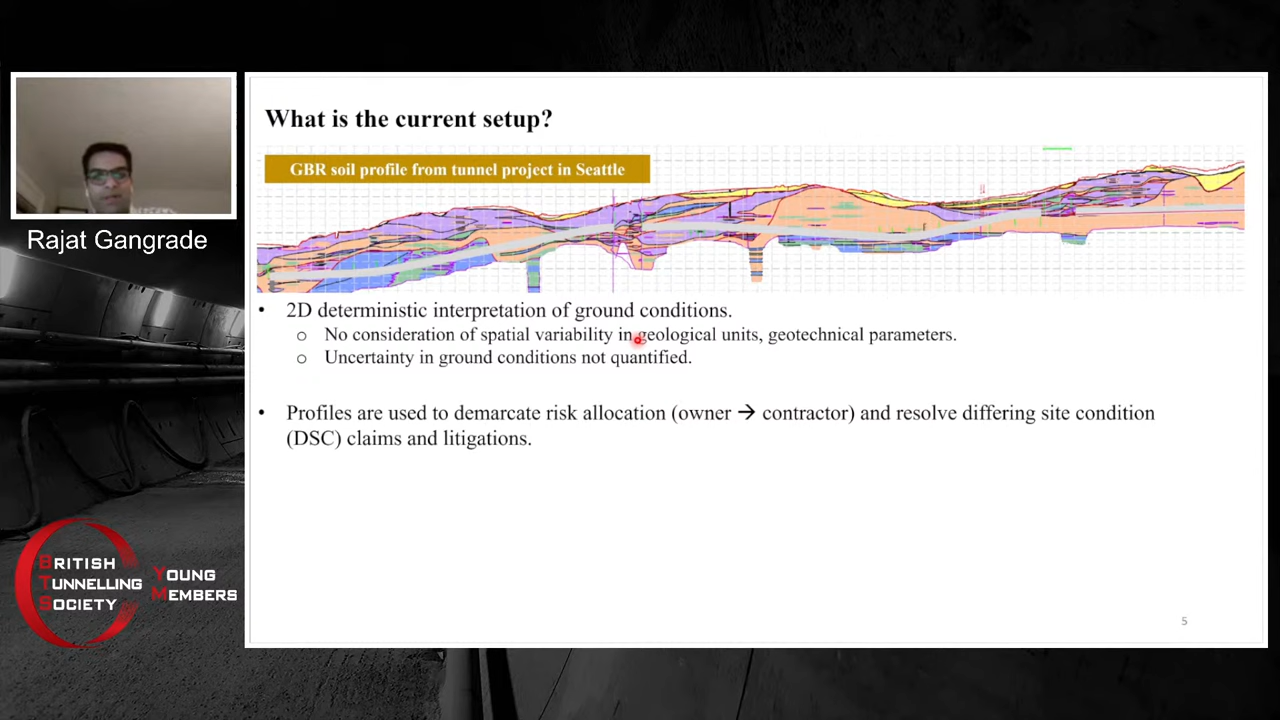 Rajat Gangrade
BRITISH
TUNNELLING
SOCIETY
YOUNG
MEMBERS
What is the current setup?
GBR soil profile from tunnel project in Seattle
• 2D deterministic interpretation of ground conditions.
o No consideration of spatial variability in geological units, geotechnical parameters.
o Uncertainty in ground conditions not quantified.
• Profiles are used to demarcate risk allocation (owner → contractor) and resolve differing site condition
(DSC) claims and litigations.
5